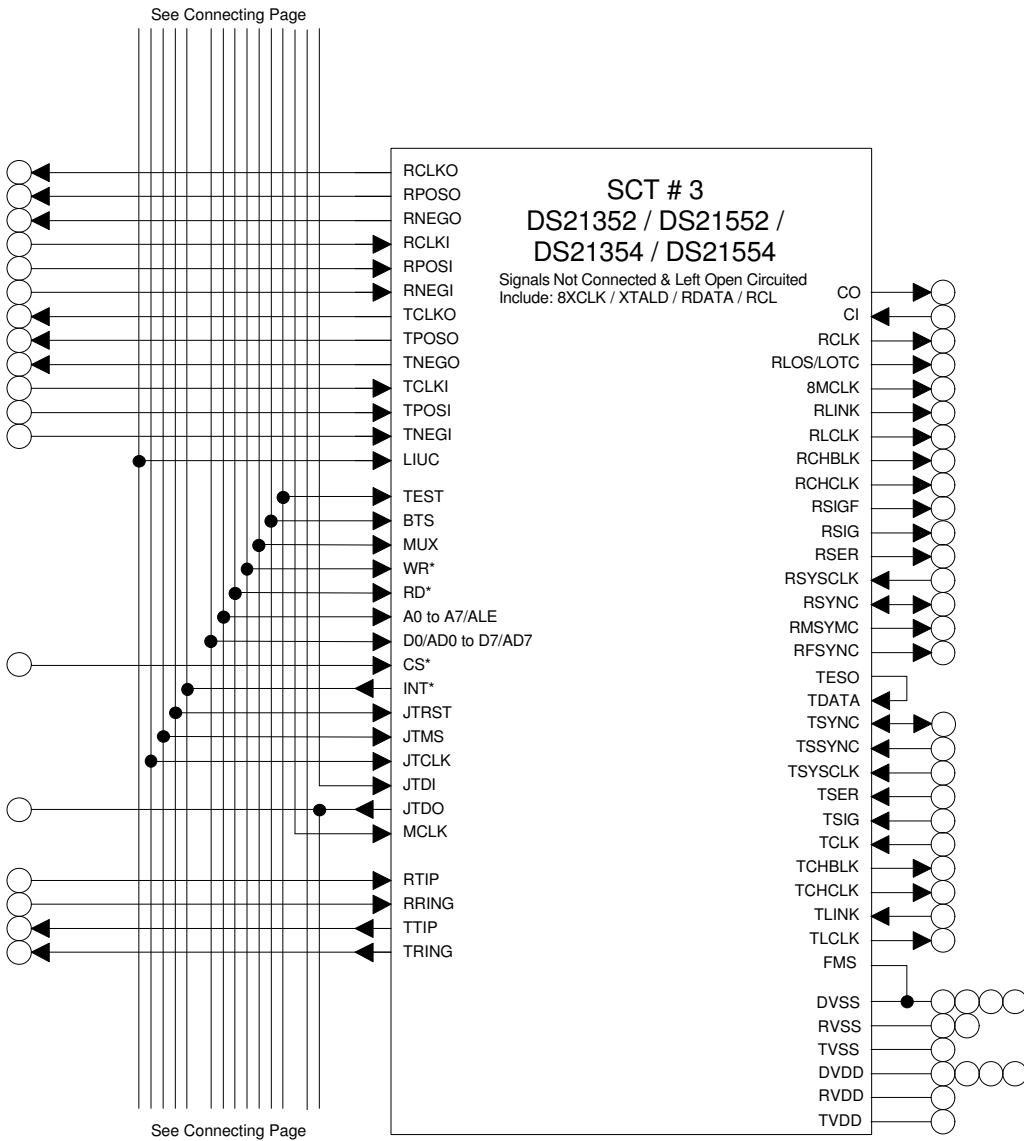 See Connecting Page
SCT # 3
DS21352 / DS21552 /
DS21354 / DS21554
Signals Not Connected & Left Open Circuited
Include: 8XCLK / XTALD / RDATA / RCL
RCLKO
RPOSO
RNEGO
RCLKI
RPOSI
RNEGI
TCLKO
TPOSO
TNEGO
TCLKI
TPOSI
TNEGI
LIUC
TEST
BTS
MUX
WR*
RD*
A0 to A7/ALE
D0/AD0 to D7/AD7
CS*
INT*
JTRST
JTMS
JTCLK
JTDI
JTDO
MCLK
RTIP
RRING
TTIP
TRING
CO
CI
RCLK
RLOS/LOTC
8MCLK
RLINK
RLCLK
RCHBLK
RCHCLK
RSIGF
RSIG
RSER
RSYSCLK
RSYNC
RMSYMC
RFSYNC
TESO
TDATA
TSYNC
TSSYNC
TSYSCLK
TSER
TSIG
TCLK
TCHBLK
TCHCLK
TLINK
TLCLK
FMS
DVSS
RVSS
TVSS
DVDD
RVDD
TVDD
See Connecting Page